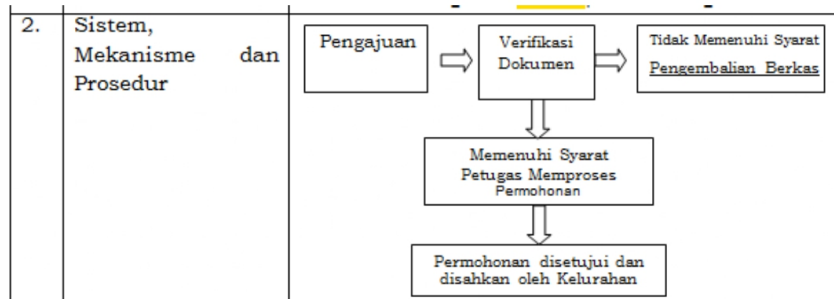 2.
Sistem,
Mekanisme dan
Prosedur
Pengajuan
Verifikasi
Dokumen
Tidak Memenuhi Syarat
Pengembalian Berkas
Memenuhi Syarat
Petugas Memproses
Permohonan
Permohonan disetujui dan
disahkan oleh Kelurahan